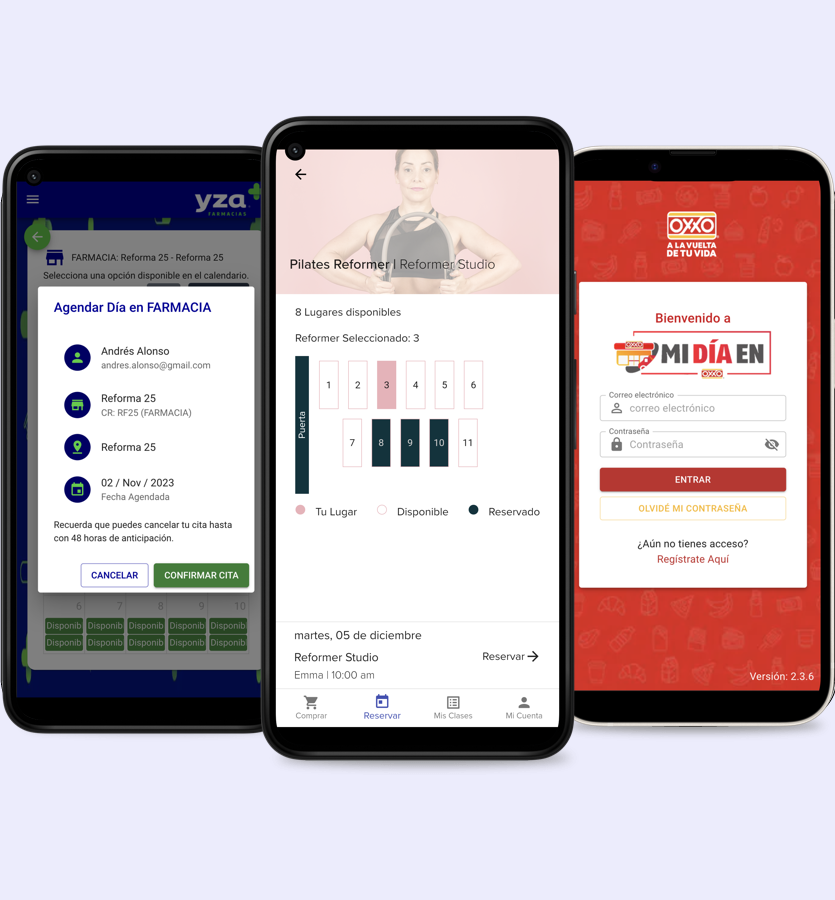 yza
FARMACIAS
FARMACIA: Reforma 25 - Reforma 25
Selecciona una opción disponible en el calendario.
Agendar Día en FARMACIA
Andrés Alonso
andres.alonso@gmail.com
Reforma 25
CR: RF25 (FARMACIA)
Reforma 25
02 / Nov / 2023
Fecha Agendada
Recuerda que puedes cancelar tu cita hasta
con 48 horas de anticipación.
CANCELAR
CONFIRMAR CITA
6 7 8 9 10
Disponib Disponib Disponib Disponib Disponib
Disponib Disponib Disponib Disponib Disponib
Pilates Reformer | Reformer Studio
8 Lugares disponibles
Reformer Seleccionado: 3
Puerta
1 2 3 4 5 6
7 8 9 10 11
Tu Lugar Disponible Reservado
martes, 05 de diciembre
Reformer Studio
Reservar
Emma | 10:00 am
Comprar Reservar Mis Clases Mi Cuenta
OXXO
A LA VUELTA
DE TU VIDA
Bienvenido a
OXXO
MI DÍA EN
OXXO
Correo electrónico
correo electrónico
Contraseña
Contraseña
ENTRAR
OLVIDÉ MI CONTRASEÑA
¿Aún no tienes acceso?
Regístrate Aquí
Versión: 2.3.6